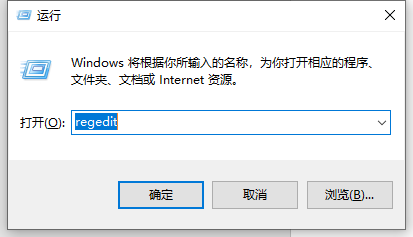 运行
Windows 将根据你所输入的名称，为你打开相应的程序、
文件夹、文档或 Internet 资源。
打开(O): regedit
确定 取消 浏览(B)...